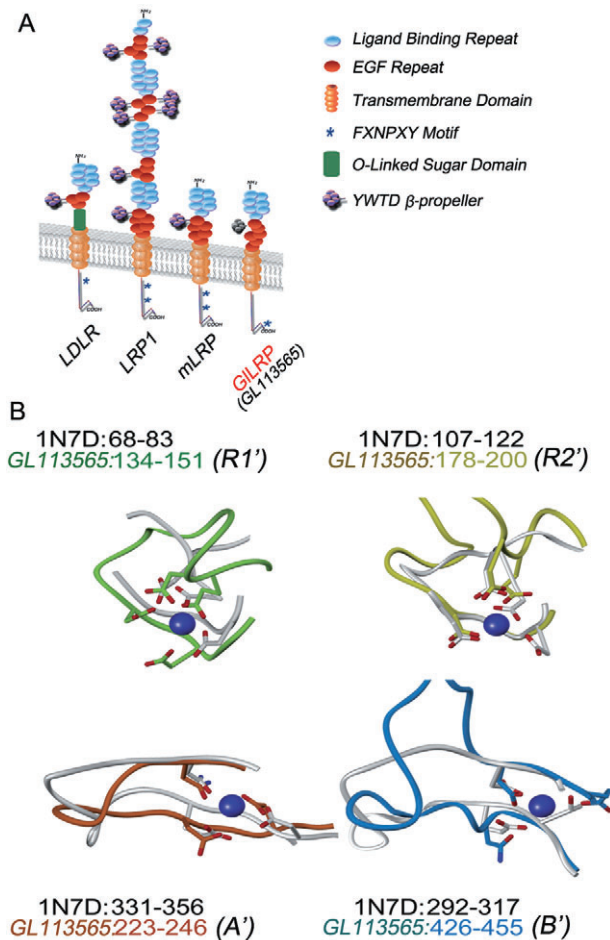 A
NH₂
Ligand Binding Repeat
EGF Repeat
Transmembrane Domain
* FXNPXY Motif
O-Linked Sugar Domain
YWTD β-propeller
NH₂
NH₂
NH₂
COOH
COOH
COOH
COOH
LDLR
LRP1
mLRP
GlLRP
(GL113565)
B
1N7D:68-83
GL113565:134-151 (R1')
1N7D:107-122
GL113565:178-200 (R2')
1N7D:331-356
GL113565:223-246 (A')
1N7D:292-317
GL113565:426-455 (B')